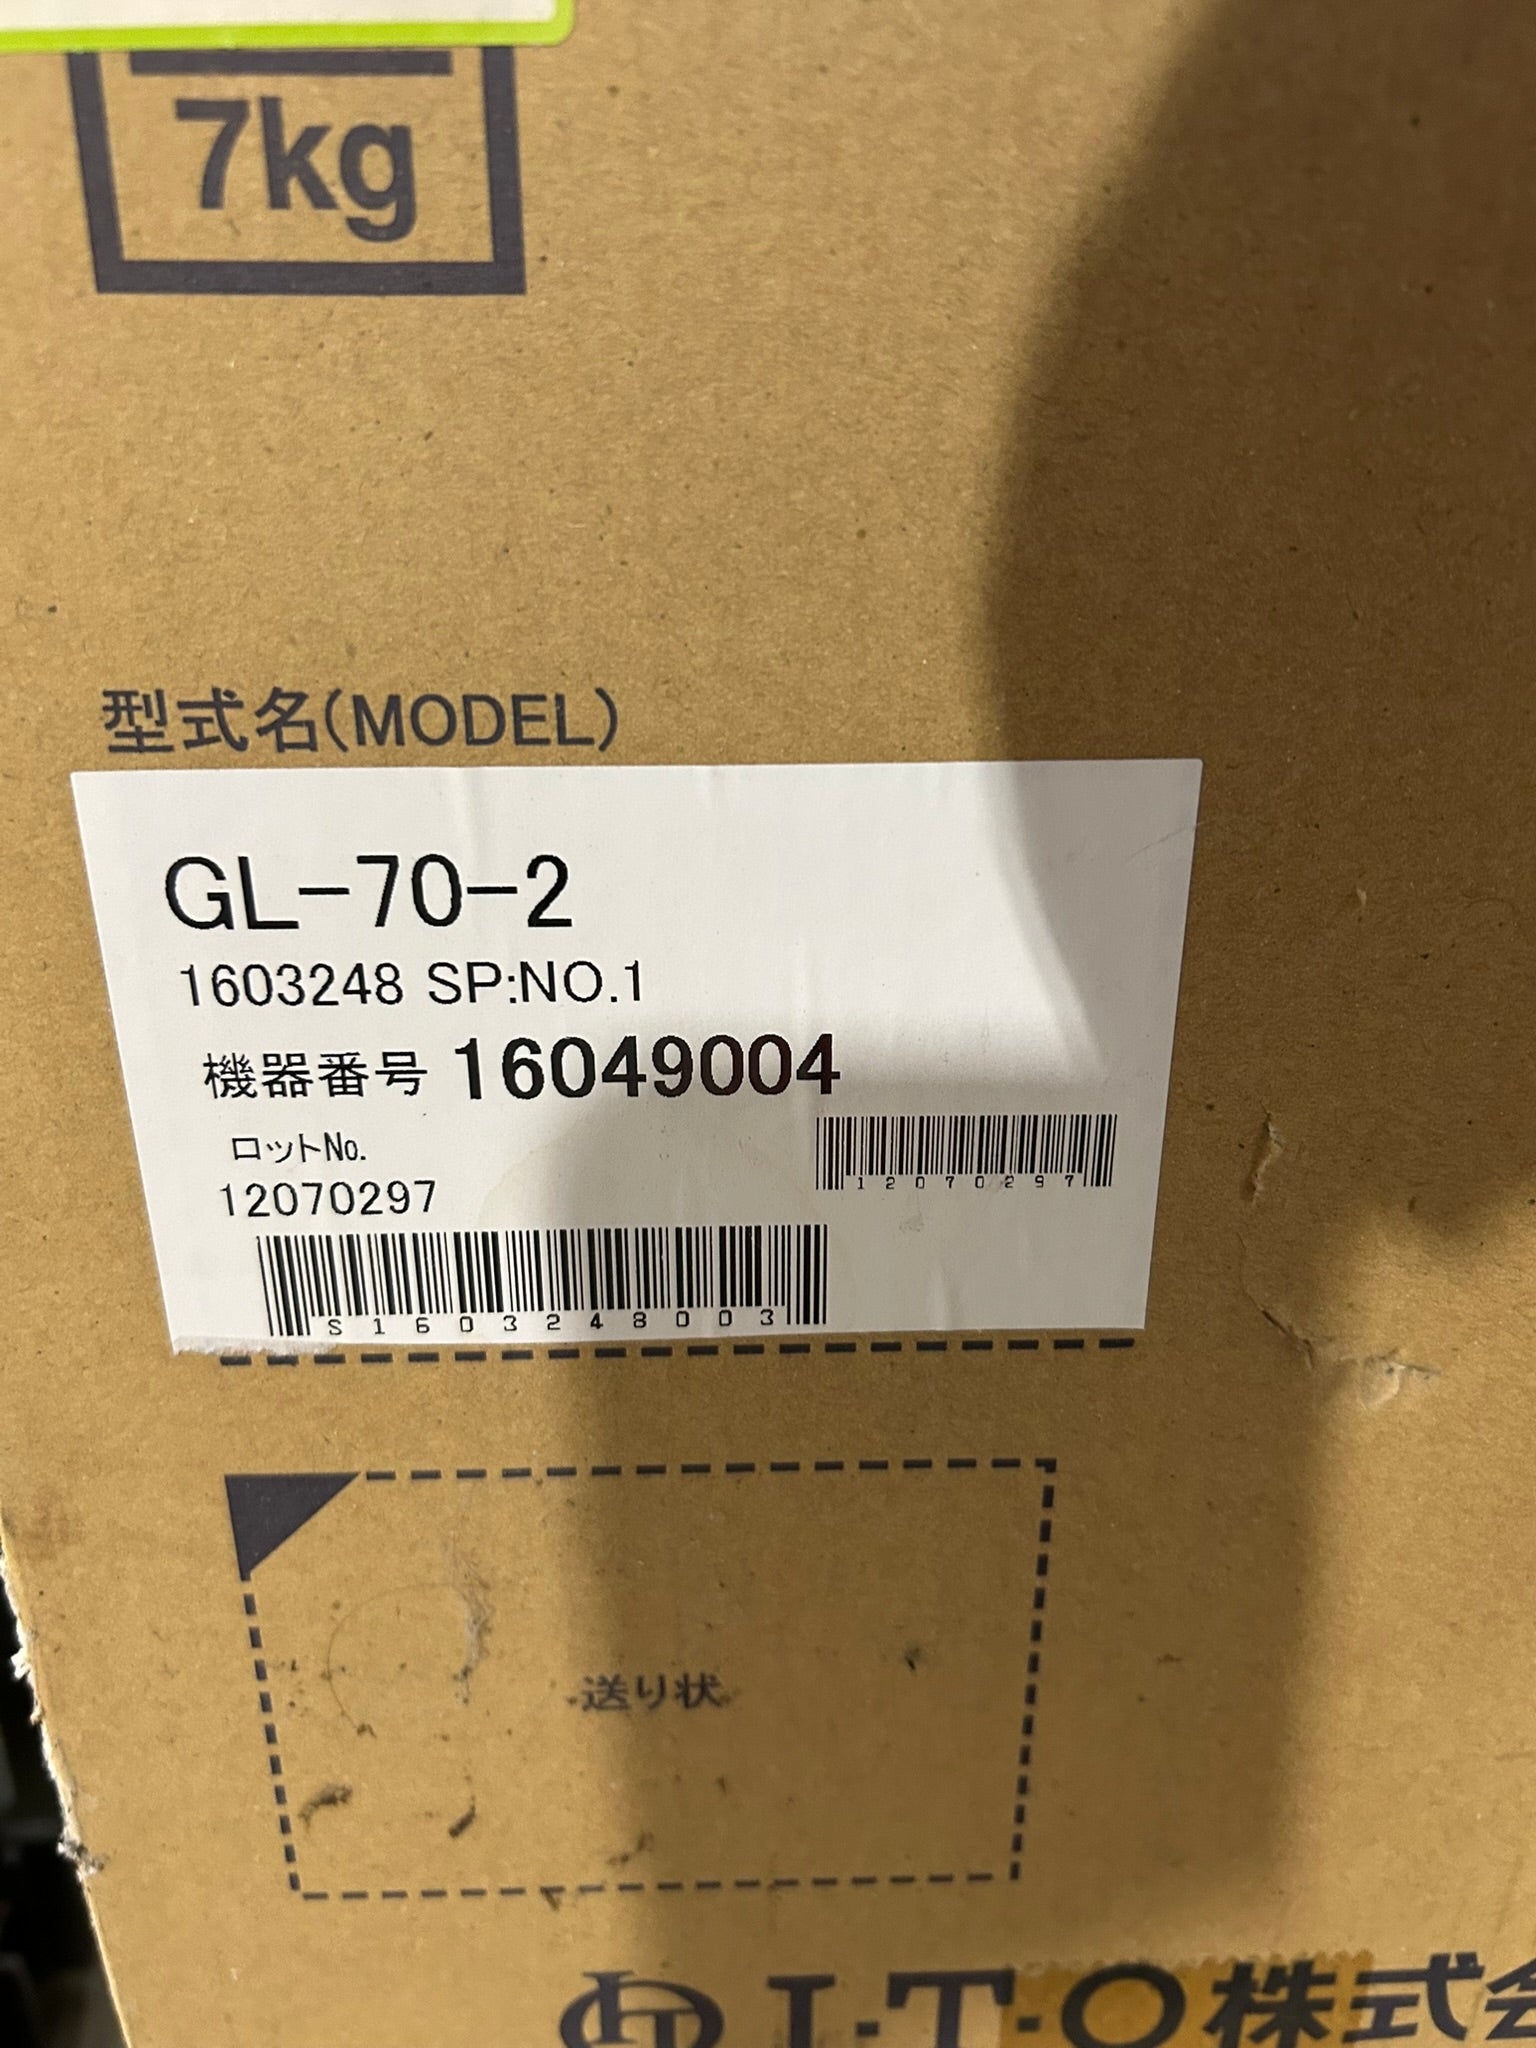 7kg
型式名(MODEL)
GL-70-2
1603248 SP:NO.1
機器番号 16049004
ロットNo.
12070297
12070297
S1603248003
送り状
I·T·O株式会